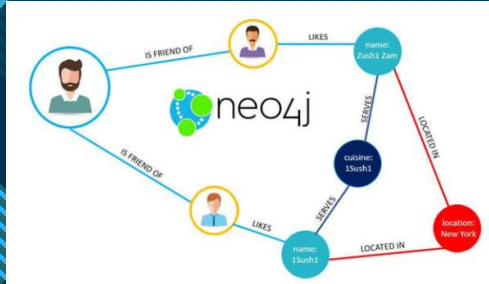 IS FRIEND OF
LIKES
name:
Zush1 Zam
neo4j
SERVES
LOCATED IN
cuisine:
1Sush1
IS FRIEND OF
SERVES
LIKES
location:
New York
name:
1Sush1
LOCATED IN